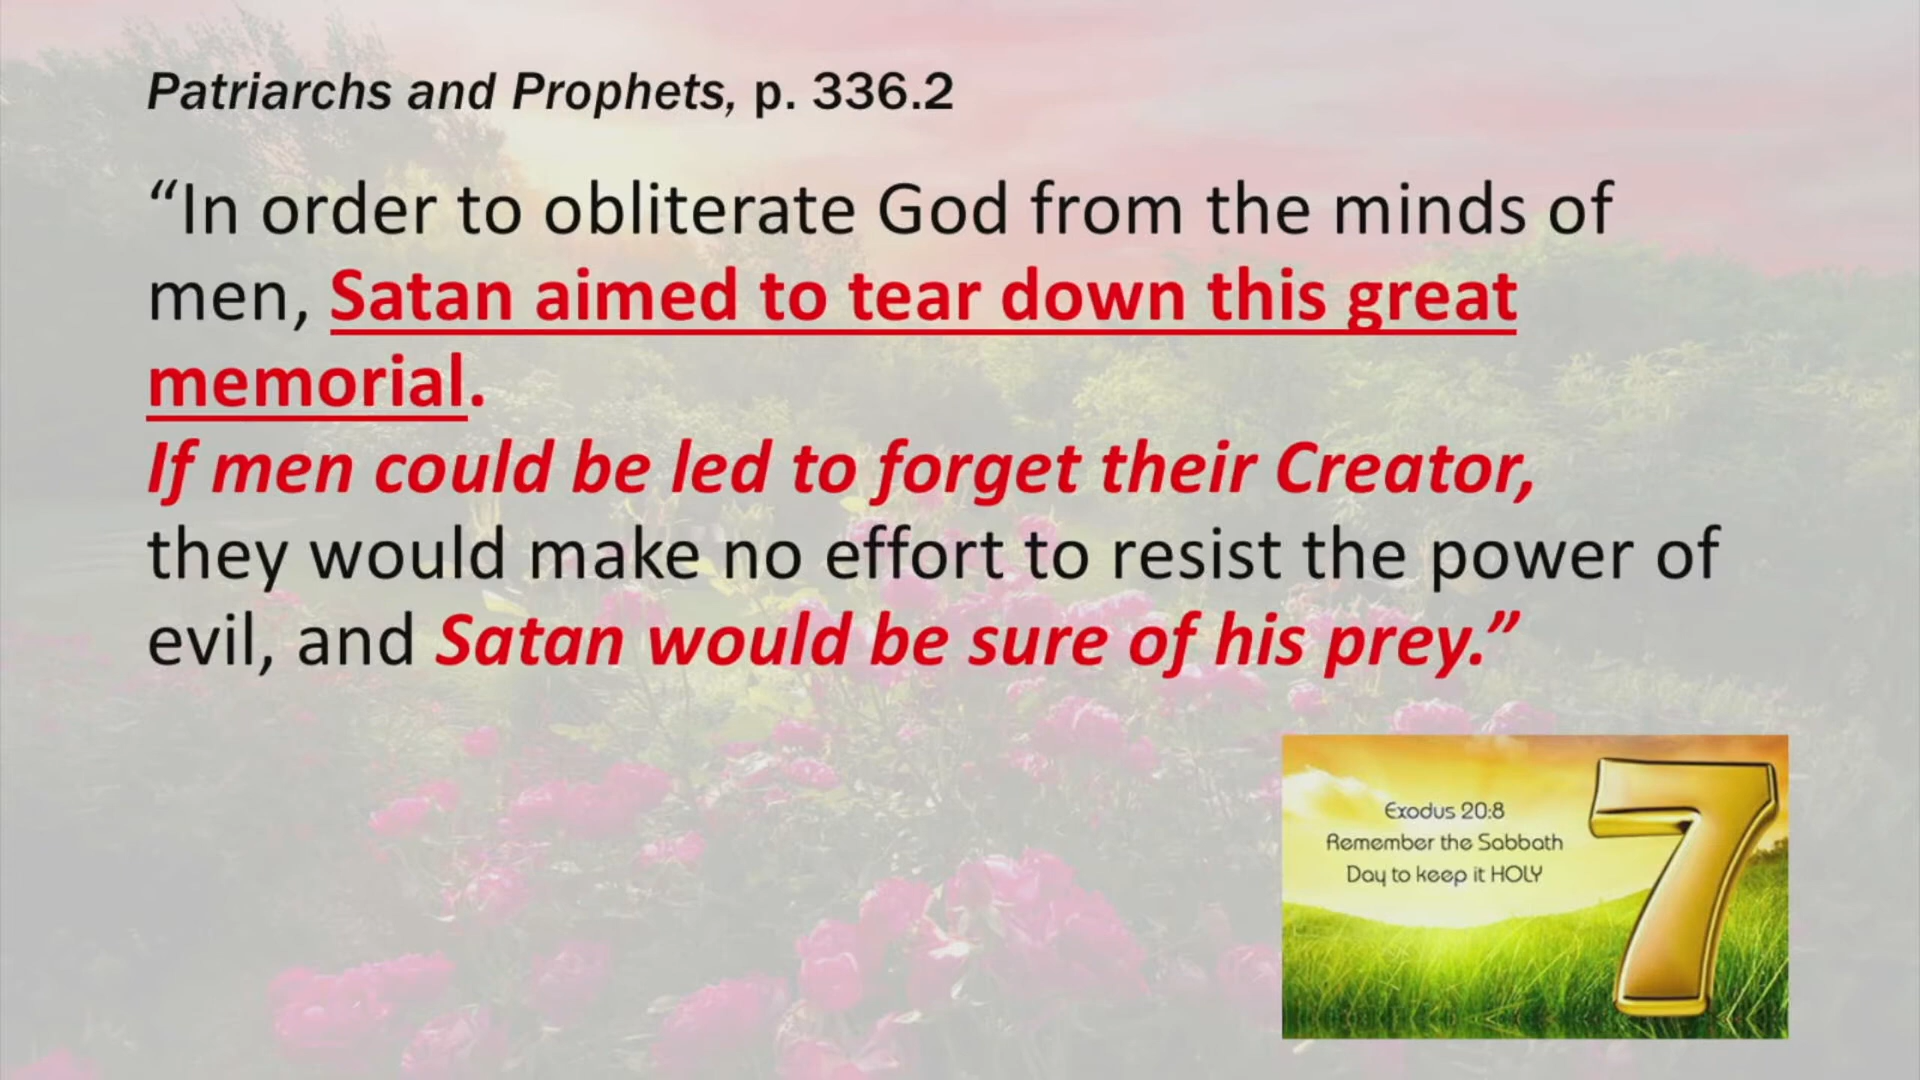 Patriarchs and Prophets, p. 336.2
“In order to obliterate God from the minds of
men, Satan aimed to tear down this great
memorial.
If men could be led to forget their Creator,
they would make no effort to resist the power of
evil, and Satan would be sure of his prey.”
Exodus 20:8
Remember the Sabbath
Day to keep it HOLY
7